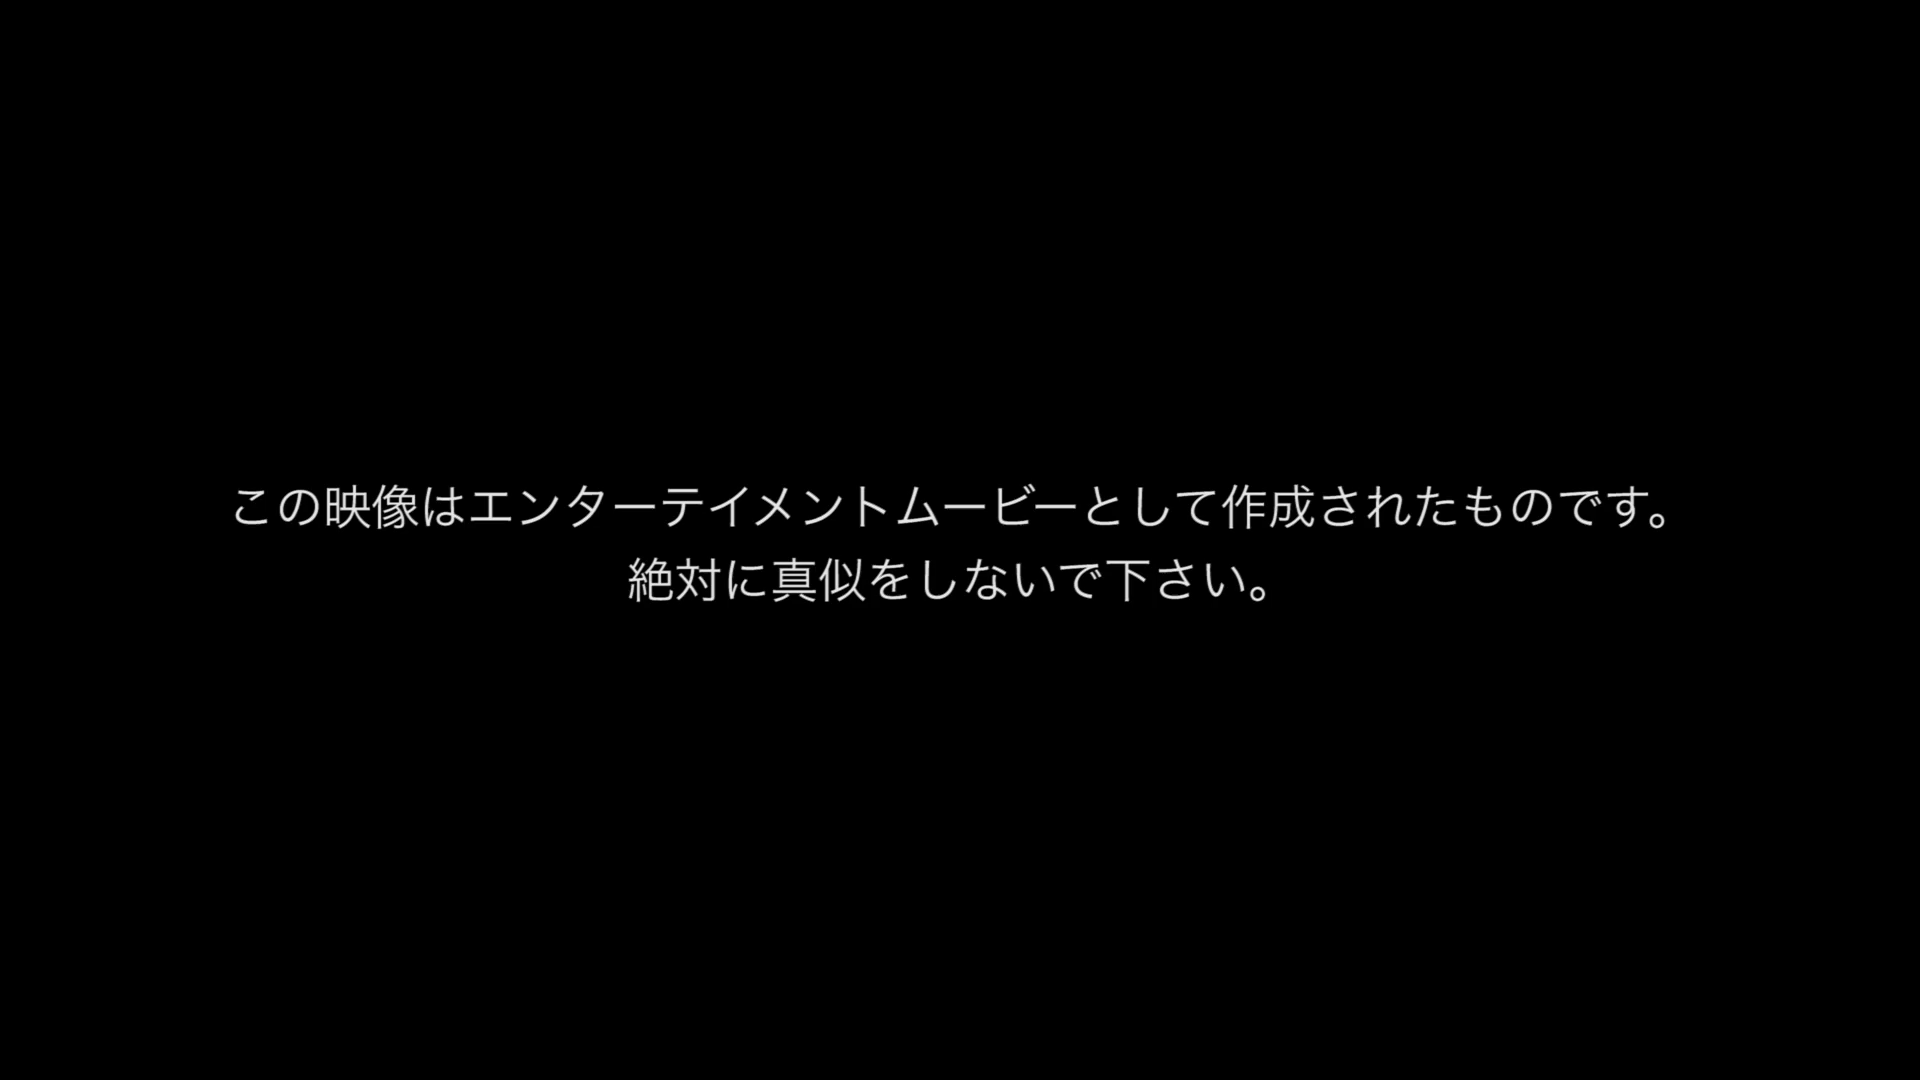 この映像はエンターテイメントムービーとして作成されたものです。
絶対に真似をしないで下さい。